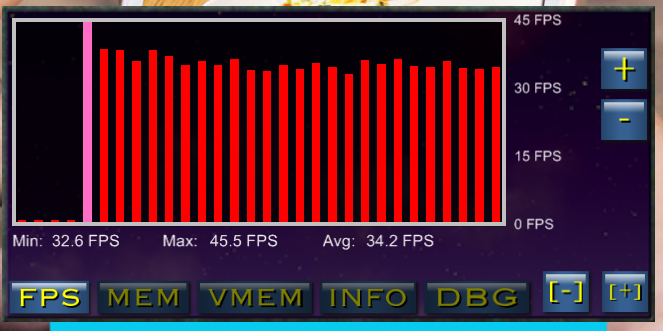 45 FPS
+
30 FPS
-
15 FPS
0 FPS
Min: 32.6 FPS Max: 45.5 FPS Avg: 34.2 FPS
FPS MEM VMEM INFO DBG [-] [+]